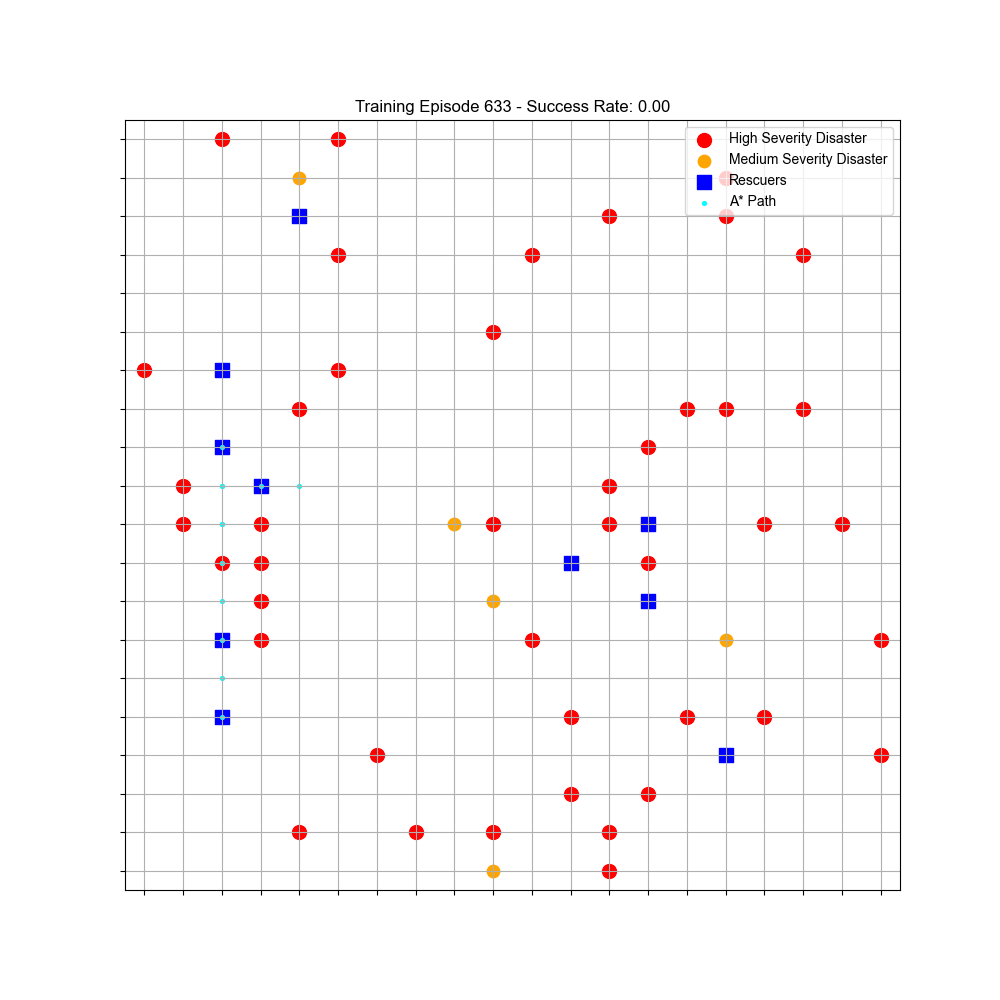 Training Episode 633 - Success Rate: 0.00
High Severity Disaster
Medium Severity Disaster
Rescuers
A* Path